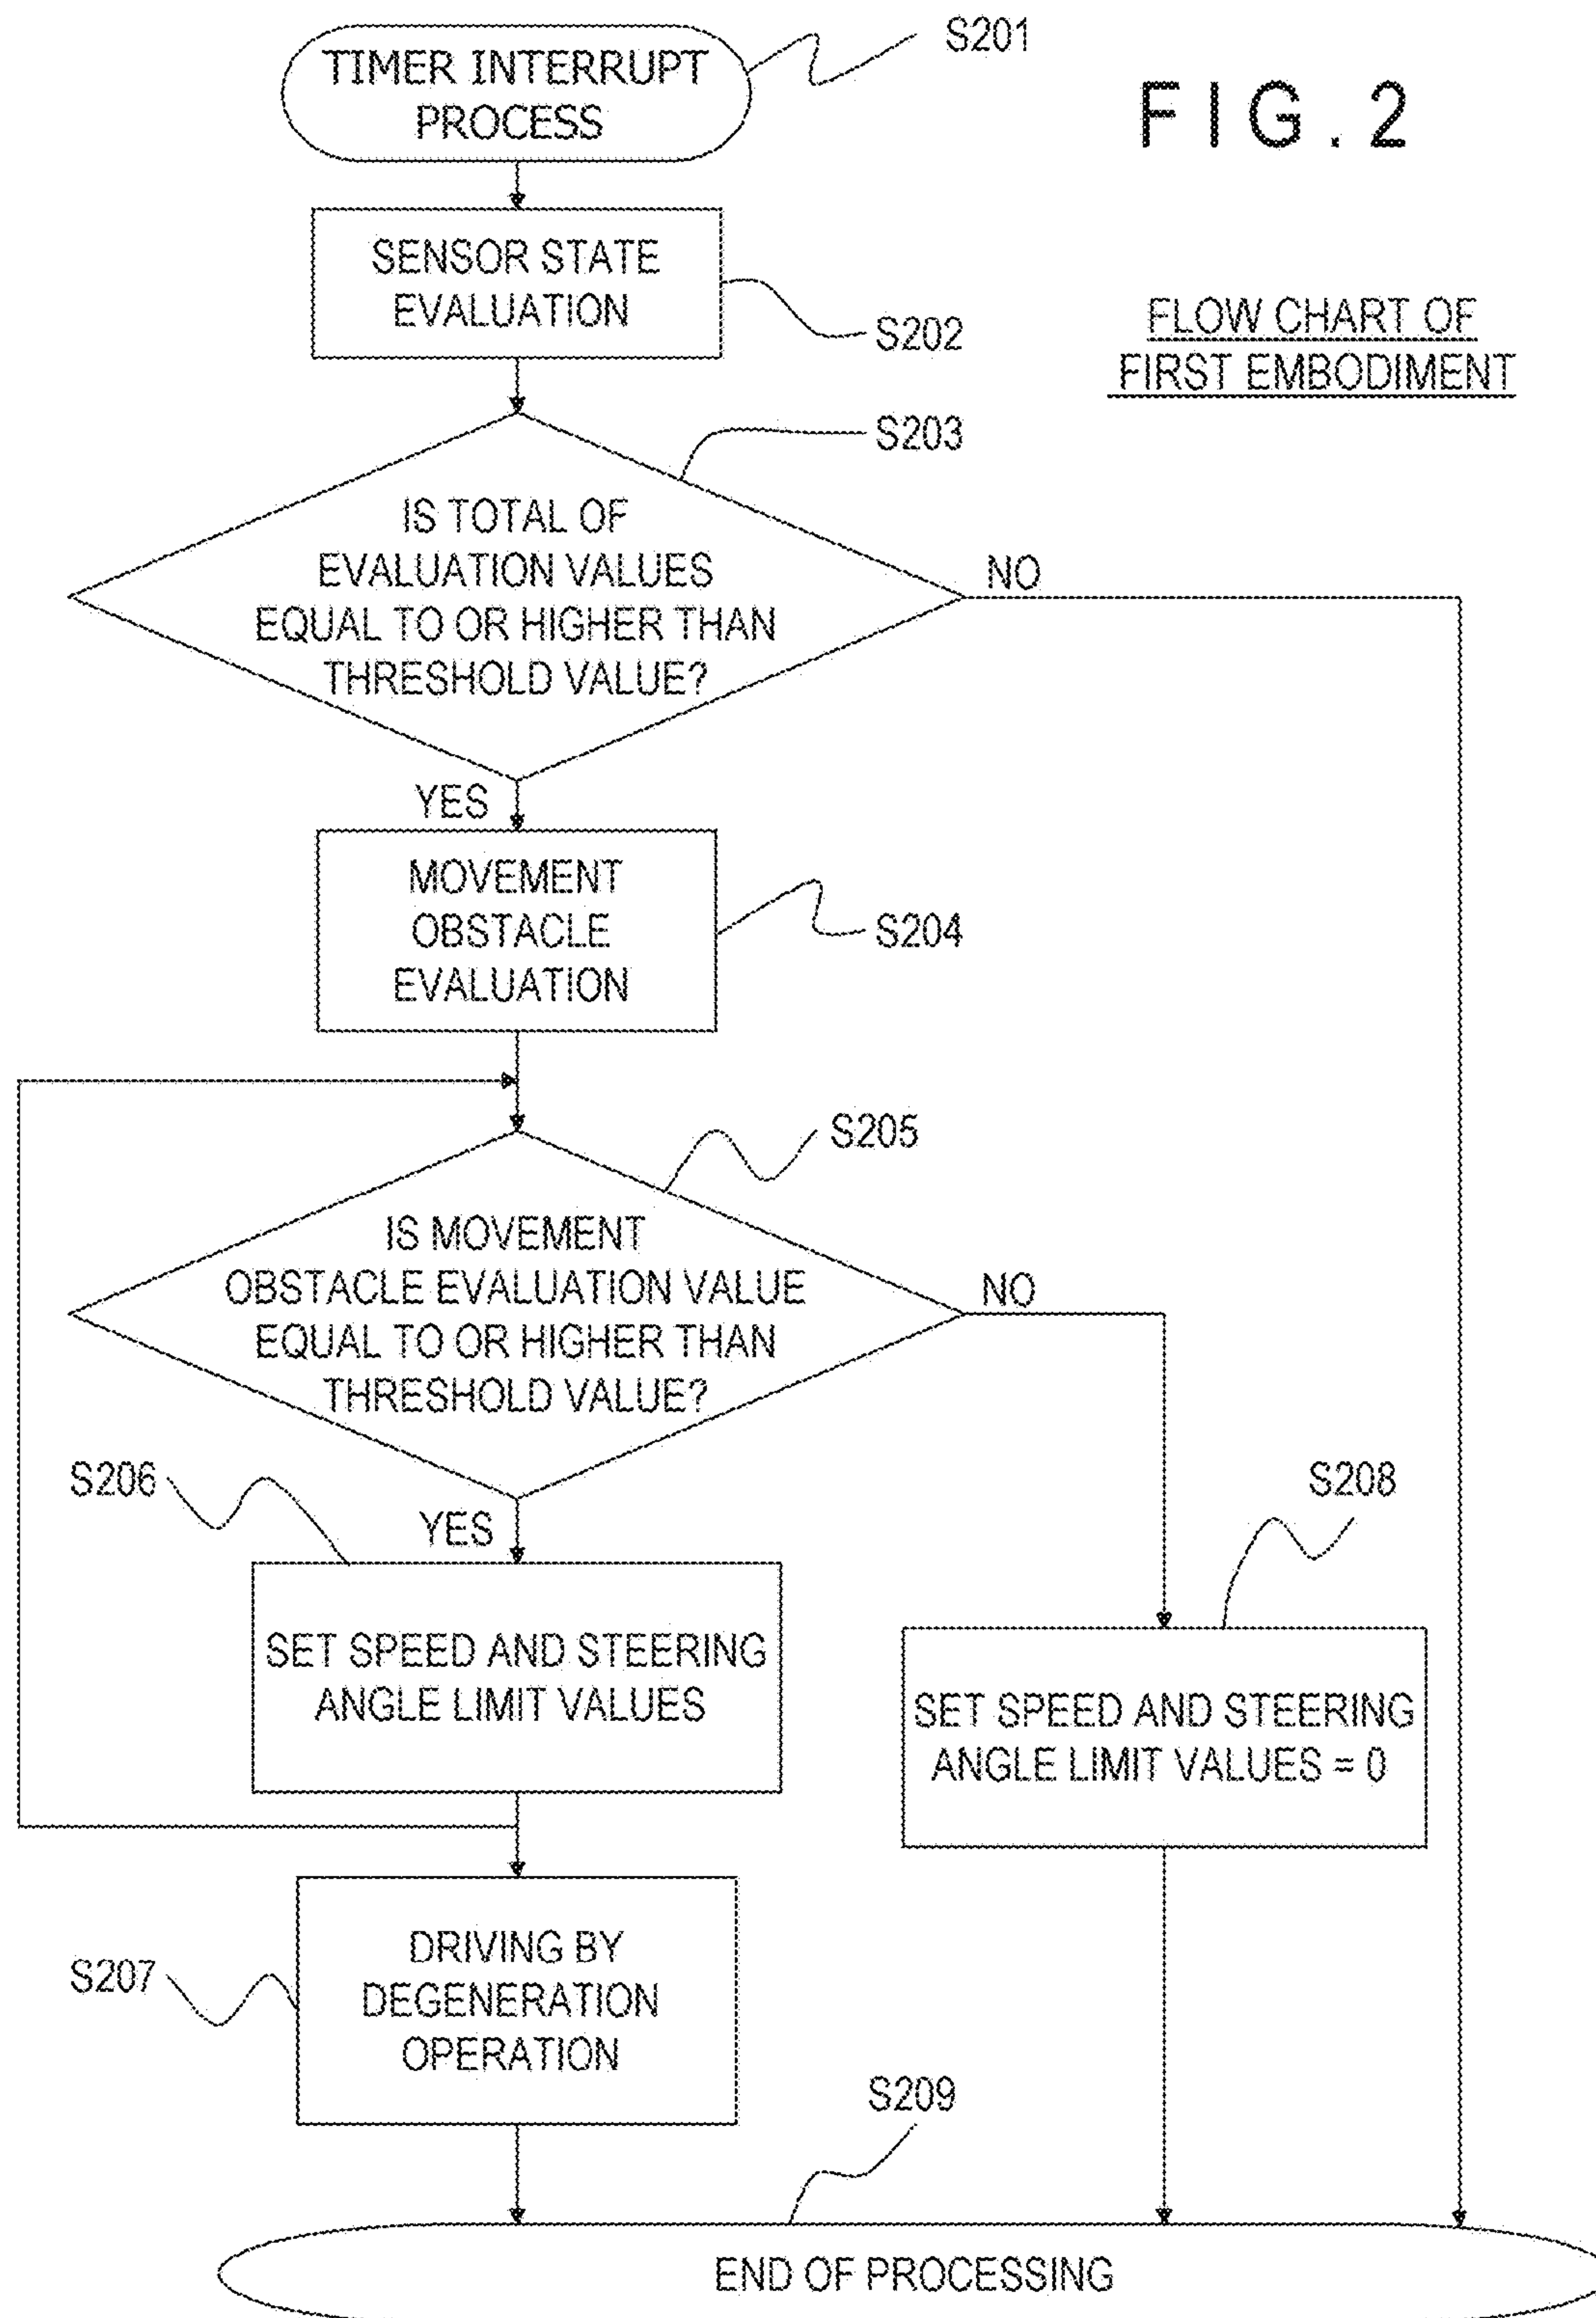 TIMER INTERRUPT
PROCESS
S201
FIG.2
SENSOR STATE
EVALUATION
S202
FLOW CHART OF
FIRST EMBODIMENT
S203
IS TOTAL OF
EVALUATION VALUES
EQUAL TO OR HIGHER THAN
THRESHOLD VALUE?
NO
YES
MOVEMENT
OBSTACLE
EVALUATION
S204
S205
IS MOVEMENT
OBSTACLE EVALUATION VALUE
EQUAL TO OR HIGHER THAN
THRESHOLD VALUE?
NO
S206
YES
S208
SET SPEED AND STEERING
ANGLE LIMIT VALUES
SET SPEED AND STEERING
ANGLE LIMIT VALUES = 0
S207
DRIVING BY
DEGENERATION
OPERATION
S209
END OF PROCESSING